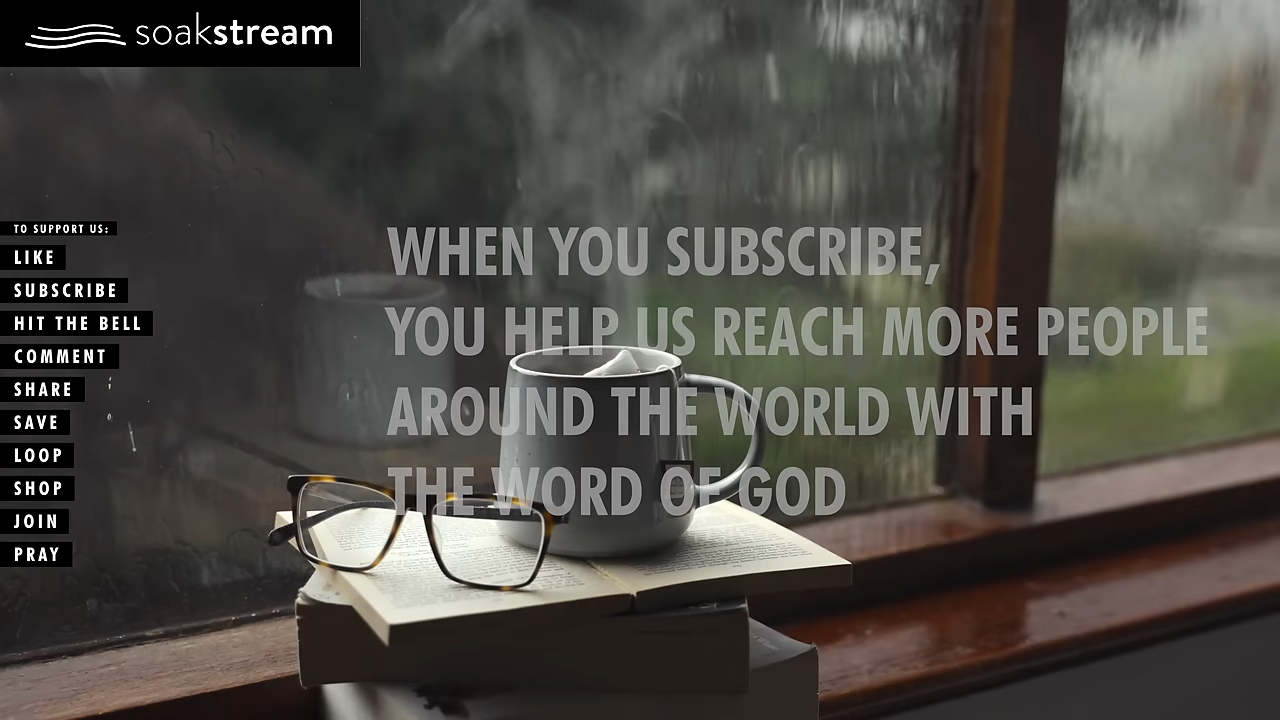 soakstream
TO SUPPORT US:
LIKE
SUBSCRIBE
HIT THE BELL
COMMENT
SHARE
SAVE
LOOP
SHOP
JOIN
PRAY
WHEN YOU SUBSCRIBE,
YOU HELP US REACH MORE PEOPLE
AROUND THE WORLD WITH
THE WORD OF GOD